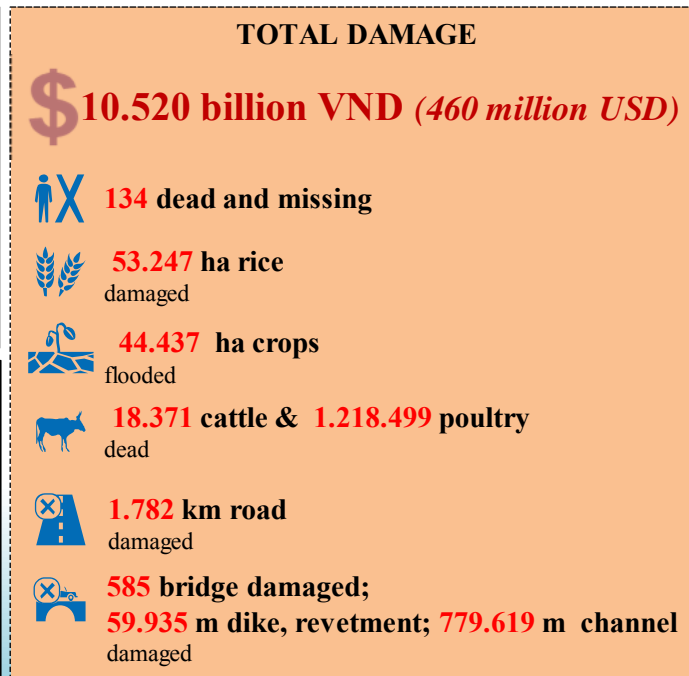 TOTAL DAMAGE
$10.520 billion VND (460 million USD)
134 dead and missing
53.247 ha rice
damaged
44.437 ha crops
flooded
18.371 cattle & 1.218.499 poultry
dead
1.782 km road
damaged
585 bridge damaged;
59.935 m dike, revetment; 779.619 m channel
damaged